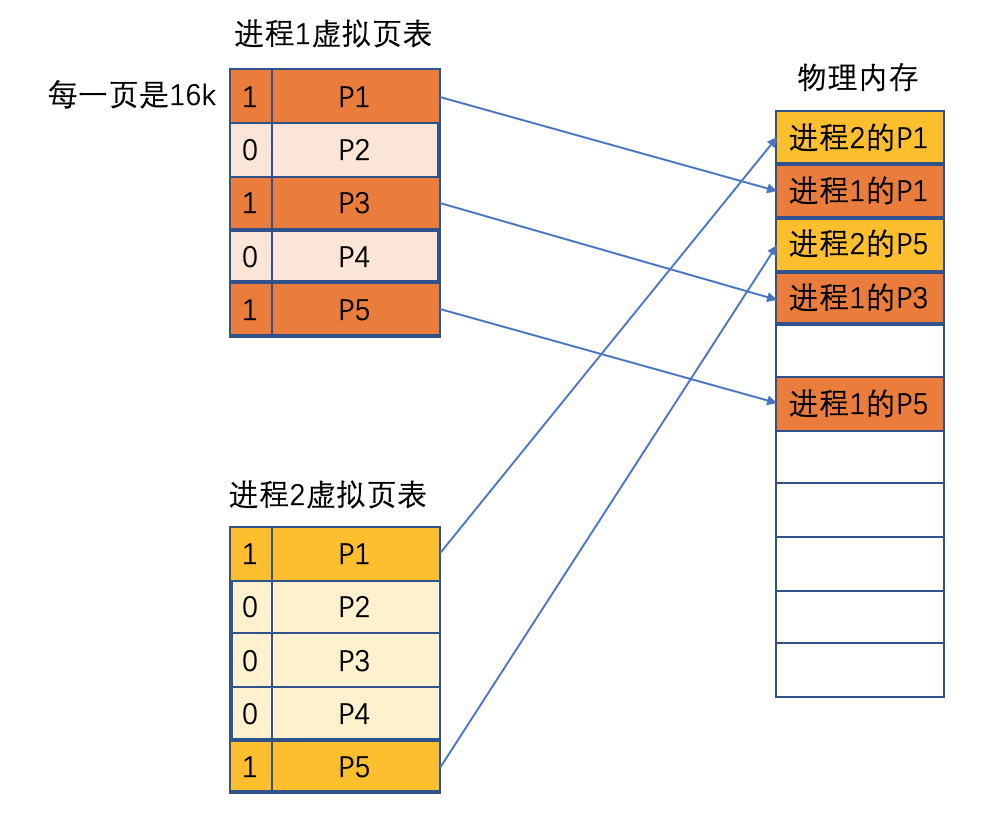 进程1虚拟页表
每一页是16k
1 P1
0 P2
1 P3
0 P4
1 P5
进程2虚拟页表
1 P1
0 P2
0 P3
0 P4
1 P5
物理内存
进程2的P1
进程1的P1
进程2的P5
进程1的P3
进程1的P5